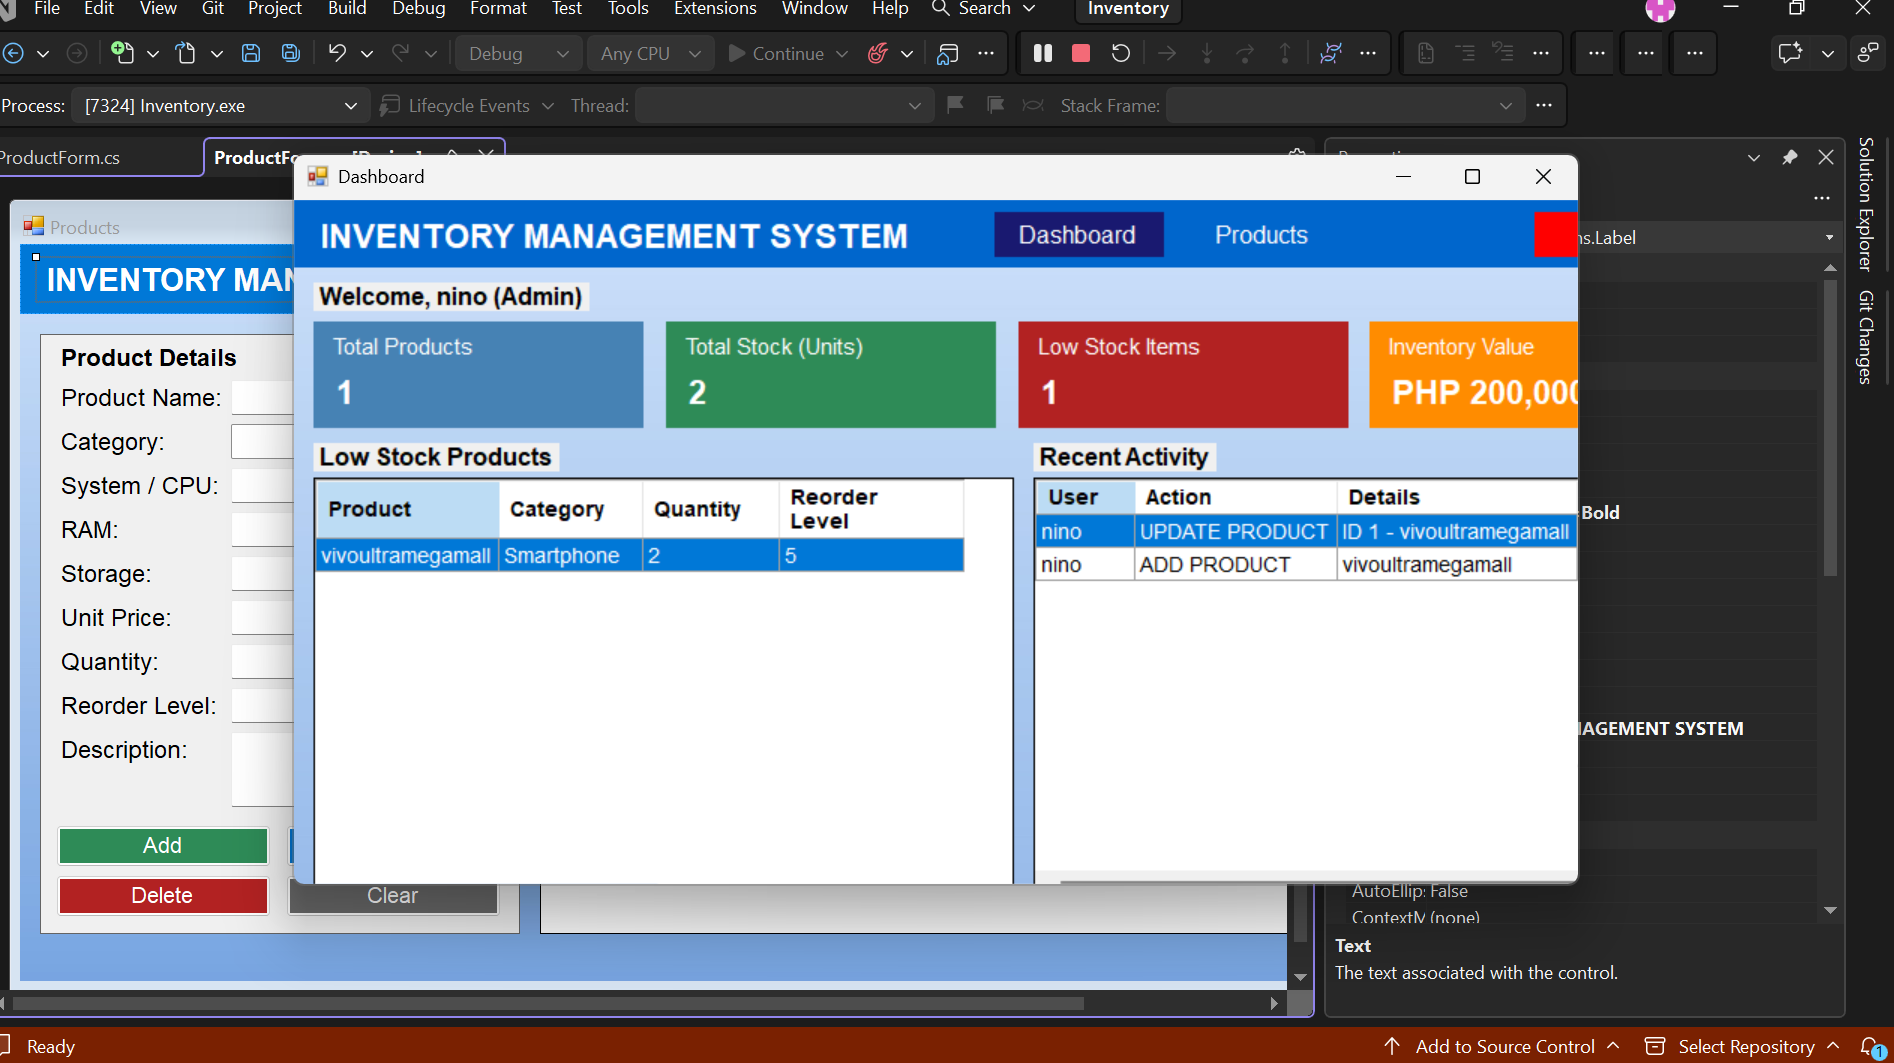 File Edit View Git Project Build Debug Format Test Tools Extensions Window Help Search Inventory
Debug Any CPU Continue
Process: [7324] Inventory.exe Lifecycle Events Thread: Stack Frame:
ProductForm.cs
Solution Explorer
Git Changes
Products
INVENTORY MAN
Product Details
Product Name:
Category:
System / CPU:
RAM:
Storage:
Unit Price:
Quantity:
Reorder Level:
Description:
Add
Delete Clear
Dashboard
INVENTORY MANAGEMENT SYSTEM Dashboard Products
Welcome, nino (Admin)
Total Products Total Stock (Units) Low Stock Items Inventory Value
1 2 1 PHP 200,000
Low Stock Products Recent Activity
Product Category Quantity Reorder Level
vivoultramegamall Smartphone 2 5
User Action Details
nino UPDATE PRODUCT ID 1 - vivoultramegamall
nino ADD PRODUCT vivoultramegamall
ns.Label
Bold
AGEMENT SYSTEM
AutoEllip: False
ContextM (none)
Text
The text associated with the control.
Ready Add to Source Control Select Repository 1